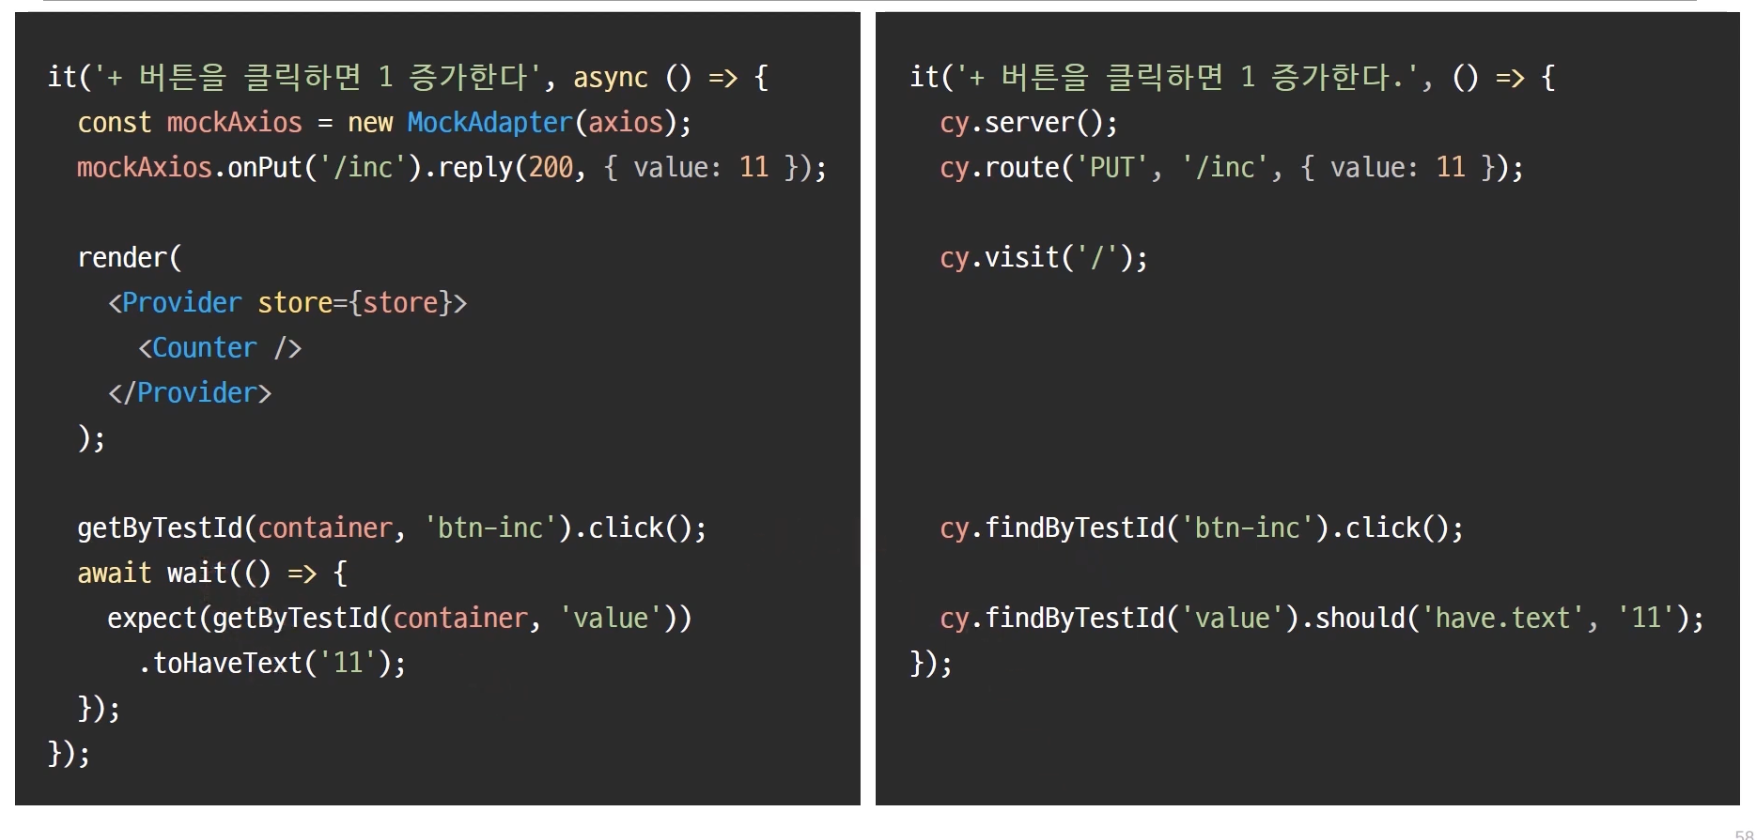 it('+ 버튼을 클릭하면 1 증가한다', async () => {
  const mockAxios = new MockAdapter(axios);
  mockAxios.onPut('/inc').reply(200, { value: 11 });
  render(
    <Provider store={store}>
      <Counter />
    </Provider>
  );
  getByTestId(container, 'btn-inc').click();
  await wait(() => {
    expect(getByTestId(container, 'value'))
      .toHaveText('11');
  });
});
it('+ 버튼을 클릭하면 1 증가한다.', () => {
  cy.server();
  cy.route('PUT', '/inc', { value: 11 });
  cy.visit('/');
  cy.findByTestId('btn-inc').click();
  cy.findByTestId('value').should('have.text', '11');
});
58